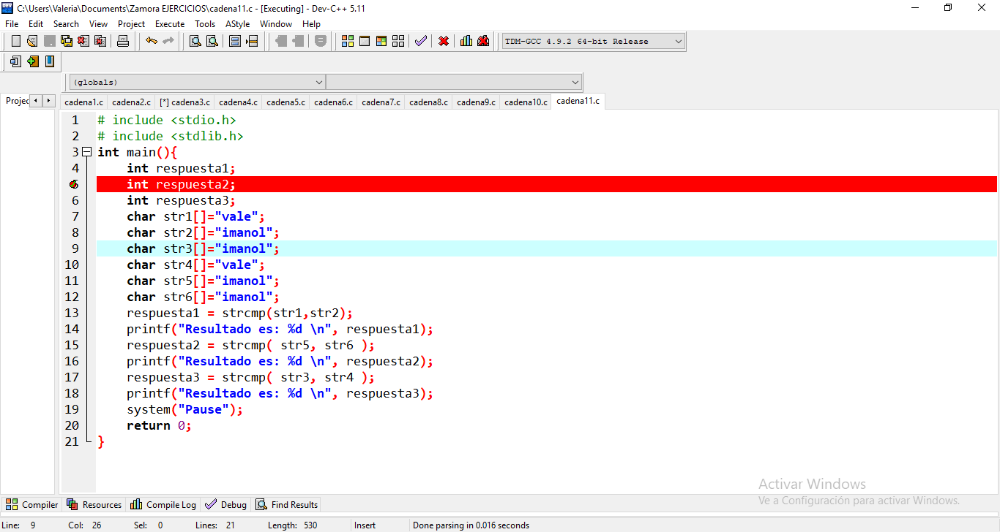 C:\Users\Valeria\Documents\Zamora EJERCICIOS\cadena11.c - [Executing] - Dev-C++ 5.11
File Edit Search View Project Execute Tools AStyle Window Help
TDM-GCC 4.9.2 64-bit Release
(globals)
Projec cadena1.c cadena2.c [*] cadena3.c cadena4.c cadena5.c cadena6.c cadena7.c cadena8.c cadena9.c cadena10.c cadena11.c
1 # include <stdio.h>
2 # include <stdlib.h>
3 int main(){
4 int respuesta1;
int respuesta2;
6 int respuesta3;
7 char str1[]="vale";
8 char str2[]="imanol";
9 char str3[]="imanol";
10 char str4[]="vale";
11 char str5[]="imanol";
12 char str6[]="imanol";
13 respuesta1 = strcmp(str1,str2);
14 printf("Resultado es: %d \n", respuesta1);
15 respuesta2 = strcmp( str5, str6 );
16 printf("Resultado es: %d \n", respuesta2);
17 respuesta3 = strcmp( str3, str4 );
18 printf("Resultado es: %d \n", respuesta3);
19 system("Pause");
20 return 0;
21 }
Activar Windows
Ve a Configuración para activar Windows.
Compiler Resources Compile Log Debug Find Results
Line: 9 Col: 26 Sel: 0 Lines: 21 Length: 530 Insert Done parsing in 0.016 seconds